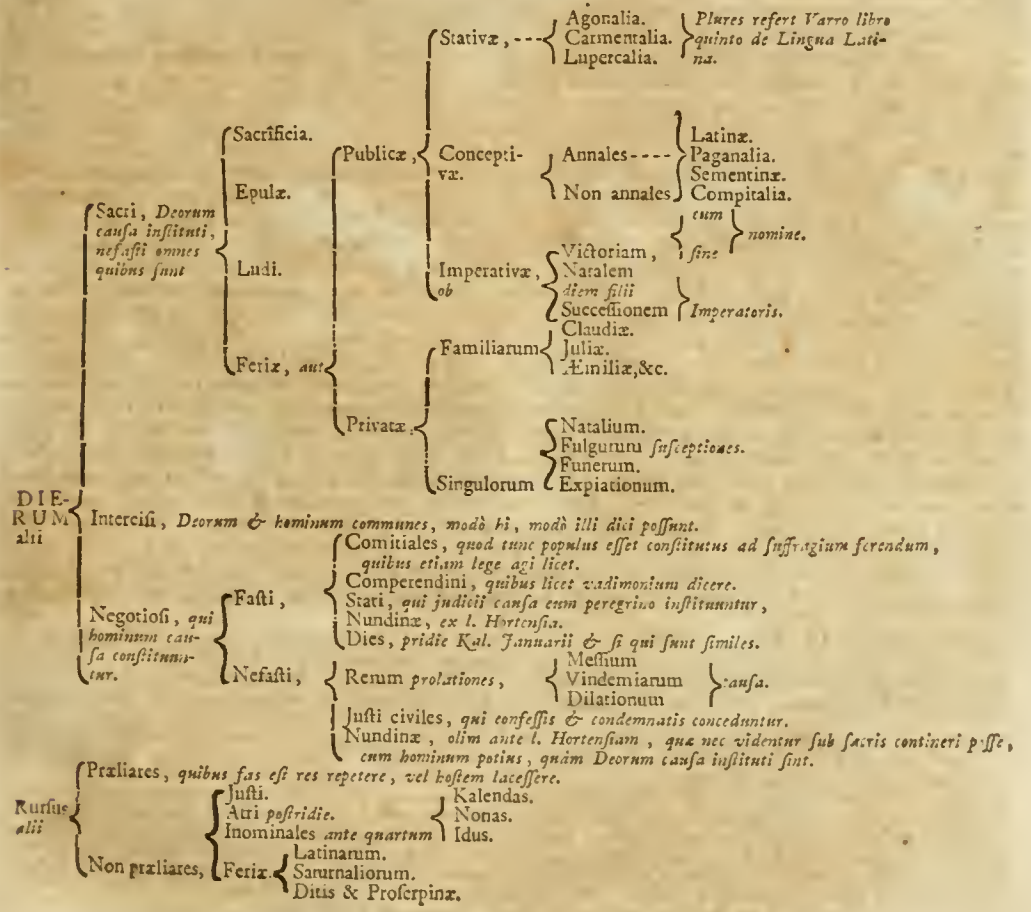 DIE-
RUM
alii
Sacri, Deorum
cauſa inſtituti,
nefaſti omnes
quibus ſunt
Sacrificia.
Epulæ.
Ludi.
Feriæ, aut
Publicæ,
Stativæ, ---
Agonalia.
Carmentalia.
Lupercalia.
Plures refert Varro libro
quinto de Lingua Lati-
na.
Concepti-
væ.
Annales----
Non annales
Latinæ.
Paganalia.
Sementinæ.
Compitalia.
Imperativæ,
ob
Victoriam,
cum
ſine
nomine.
Natalem
diem filii
Succeſſionem
Imperatoris.
Privatæ,
Familiarum
Claudiæ.
Juliæ.
Æmiliæ, &c.
Singulorum
Natalium.
Fulgurum ſuſceptiones.
Funerum.
Expiationum.
Interciſi, Deorum & hominum communes, modò hi, modò illi dici poſſunt.
Negotioſi, qui
hominum cau-
ſa conſtituun-
tur.
Faſti,
Comitiales, quod tunc populus eſſet conſtitutus ad ſuffragium ferendum,
quibus etiam lege agi licet.
Comperendini, quibus licet vadimonium dicere.
Stati, qui judicii cauſa cum peregrino inſtituuntur,
Nundinæ, ex l. Hortenſia.
Dies, pridie Kal. Januarii & ſi qui ſunt ſimiles.
Nefaſti,
Rerum prolationes,
Meſſium
Vindemiarum
Dilationum
cauſa.
Juſti civiles, qui confeſſis & condemnatis conceduntur.
Nundinæ, olim ante l. Hortenſiam, quæ nec videntur ſub ſacris contineri poſſe,
cum hominum potius, quàm Deorum cauſa inſtituti ſint.
Rurſus
alii
Præliares, quibus fas eſt res repetere, vel hoſtem laceſſere.
Non præliares,
Juſti.
Atri poſtridie.
Inominales ante quartum
Kalendas.
Nonas.
Idus.
Feriæ.
Latinarum.
Saturnaliorum.
Ditis & Proſerpinæ.